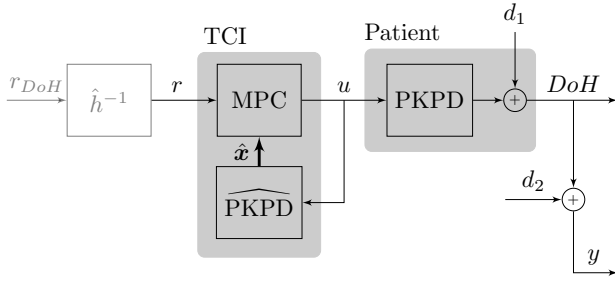 TCI
Patient
d₁
r_DoH
ĥ⁻¹
r
MPC
u
PKPD
+
DoH
x̂
PKPD̂
d₂
+
y